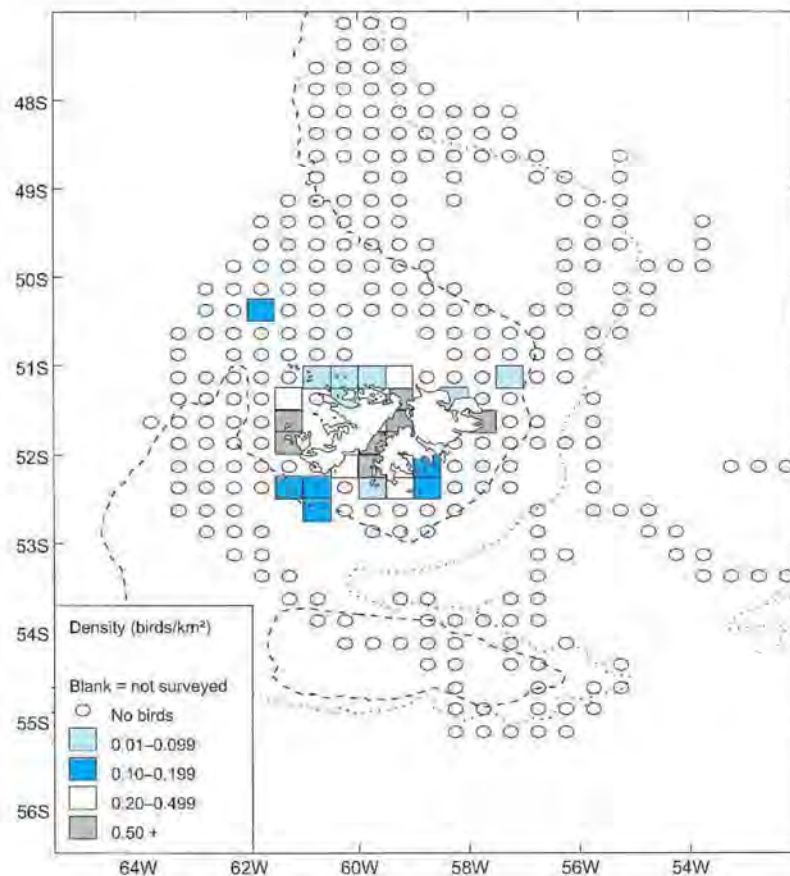 48S
49S
50S
51S
52S
53S
54S
55S
56S
Density (birds/km²)
Blank = not surveyed
No birds
0.01–0.099
0.10–0.199
0.20–0.499
0.50 +
64W 62W 60W 58W 56W 54W